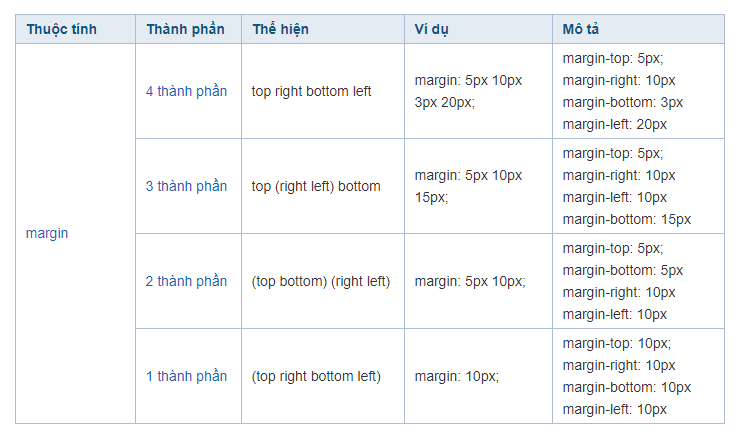 Thuộc tính Thành phần Thể hiện Ví dụ Mô tả
margin
4 thành phần
top right bottom left
margin: 5px 10px
3px 20px;
margin-top: 5px;
margin-right: 10px
margin-bottom: 3px
margin-left: 20px
3 thành phần
top (right left) bottom
margin: 5px 10px
15px;
margin-top: 5px;
margin-right: 10px
margin-left: 10px
margin-bottom: 15px
2 thành phần
(top bottom) (right left)
margin: 5px 10px;
margin-top: 5px;
margin-bottom: 5px
margin-right: 10px
margin-left: 10px
1 thành phần
(top right bottom left)
margin: 10px;
margin-top: 10px;
margin-right: 10px
margin-bottom: 10px
margin-left: 10px